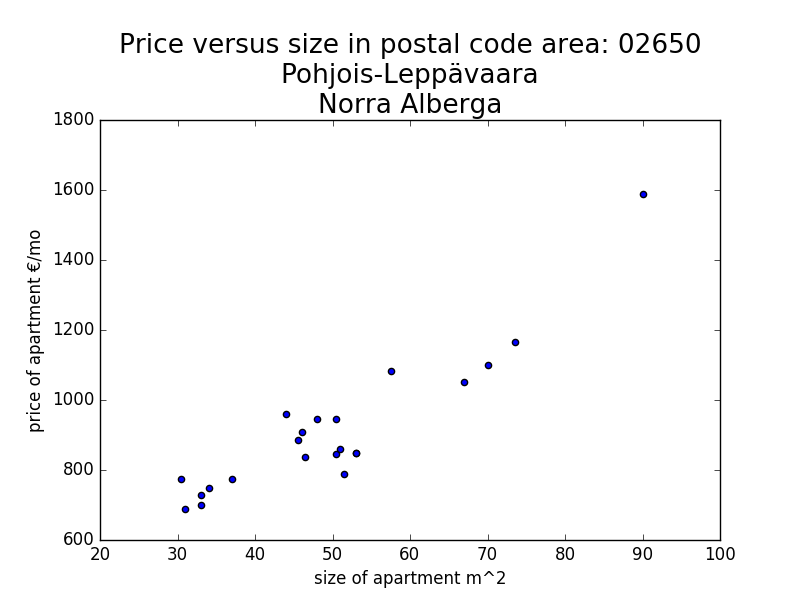 Price versus size in postal code area: 02650
Pohjois-Leppävaara
Norra Alberga
1800
1600
1400
1200
1000
800
600
price of apartment €/mo
20 30 40 50 60 70 80 90 100
size of apartment m^2